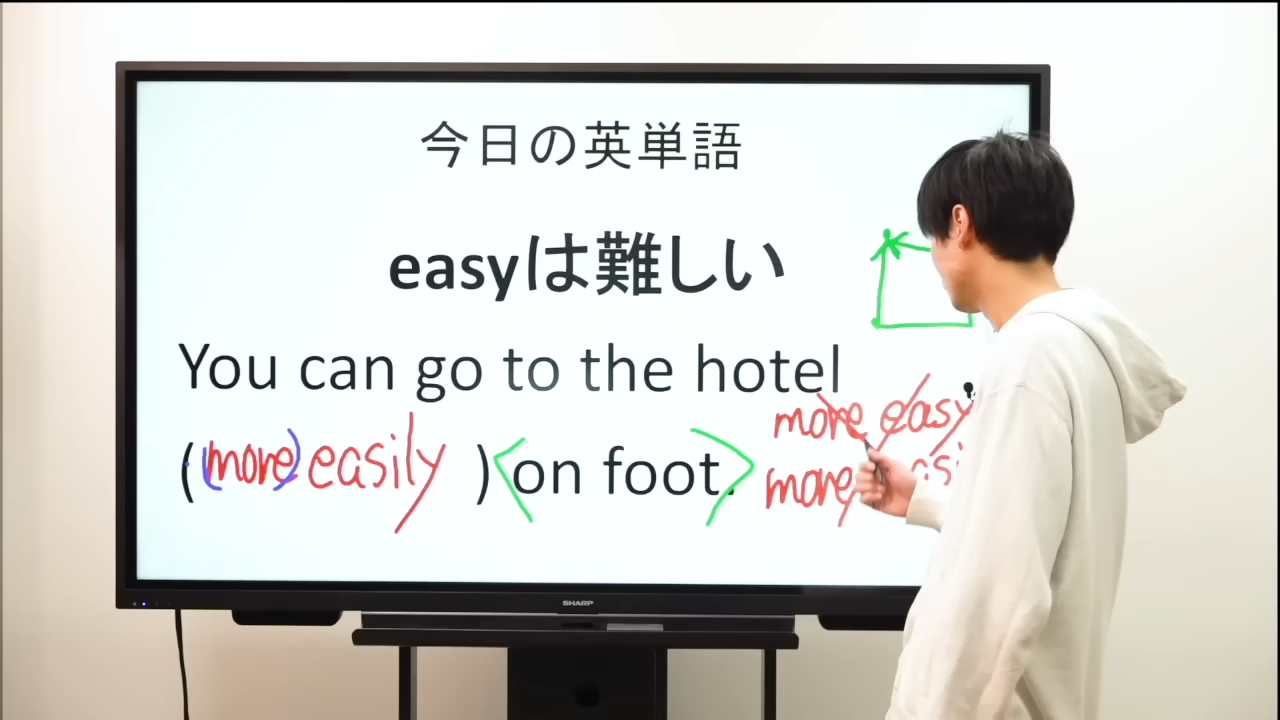 今日の英単語
easyは難しい
You can go to the hotel
more easy
((more) easily )<on foot.>
more
SHARP